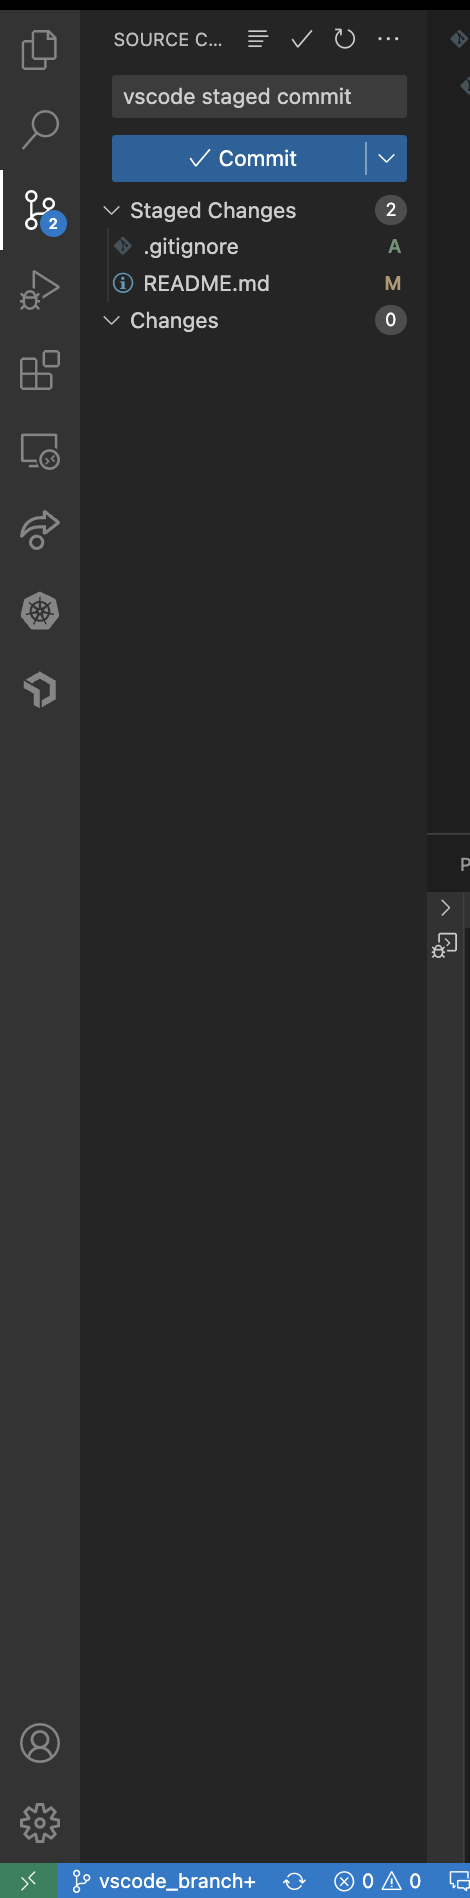 SOURCE C...
vscode staged commit
Commit
Staged Changes 2
.gitignore A
README.md M
Changes 0
2
P
vscode_branch+ 0 0